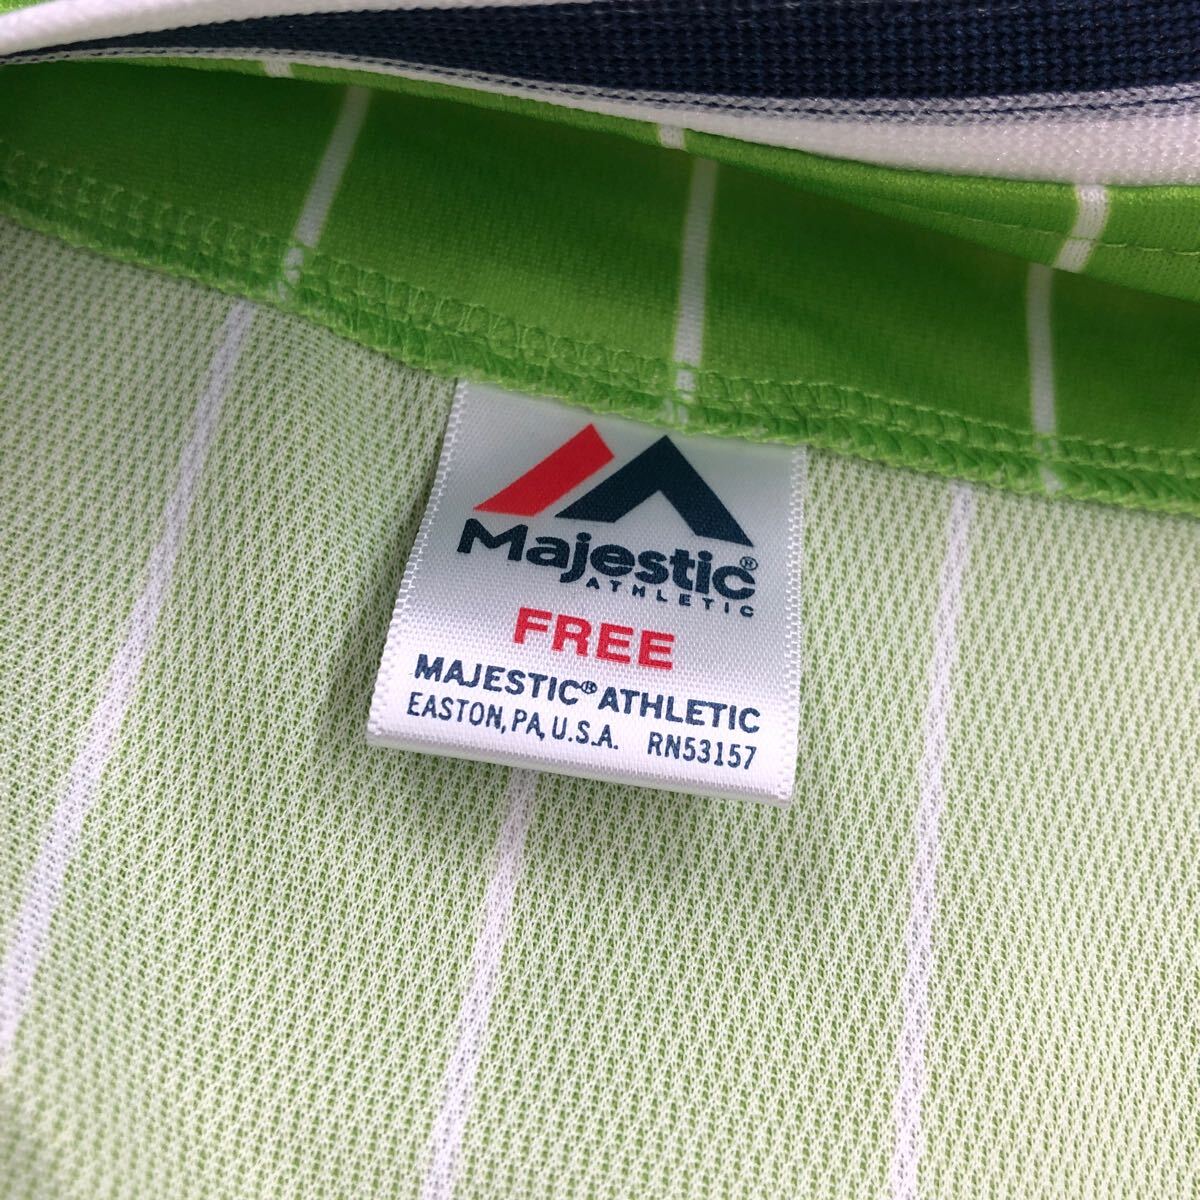 Majestic®
ATHLETIC
FREE
MAJESTIC® ATHLETIC
EASTON, PA, U.S.A. RN53157